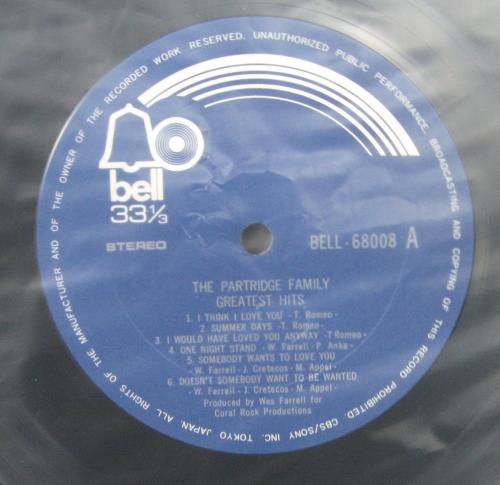 ALL RIGHTS OF THE MANUFACTURER AND OF THE OWNER OF THE RECORDED WORK RESERVED. UNAUTHORIZED PUBLIC PERFORMANCE, BROADCASTING AND COPYING OF THIS RECORD PROHIBITED. CBS/SONY INC. TOKYO JAPAN.
bell
33⅓
STEREO
BELL-68008 A
THE PARTRIDGE FAMILY
GREATEST HITS
1. I THINK I LOVE YOU -T. Romeo-
2. SUMMER DAYS -T. Romeo-
3. I WOULD HAVE LOVED YOU ANYWAY -T Romeo-
4. ONE NIGHT STAND -W. Farrell- P. Anka-
5. SOMEBODY WANTS TO LOVE YOU
-W. Farrell- J. Cretecos- M. Appel-
6. DOESN'T SOMEBODY WANT TO BE WANTED
-W. Farrell- J. Cretecos- M. Appel-
Produced by Wes Farrell for
Coral Rock Productions